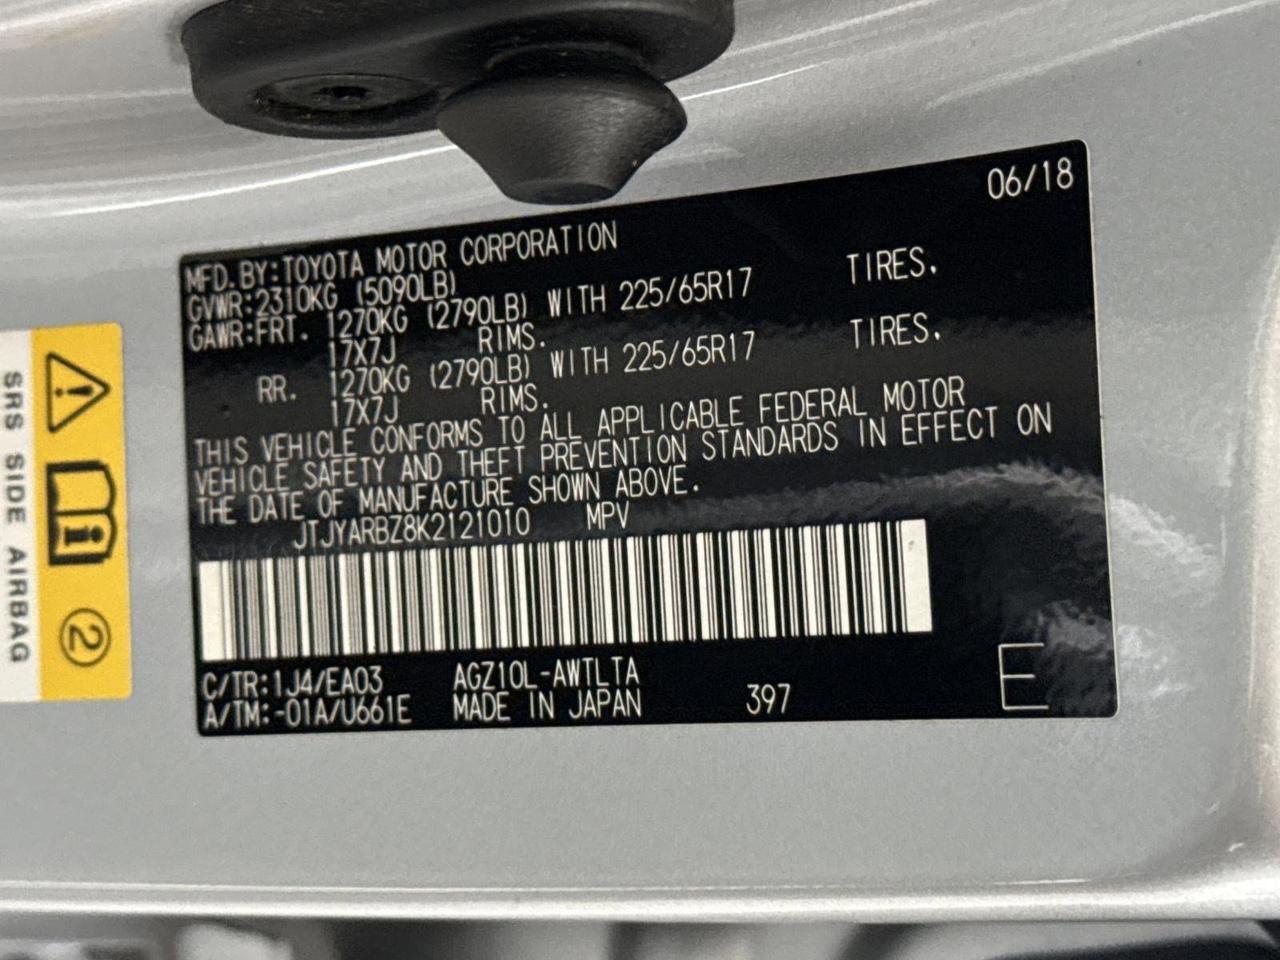 06/18
MFD.BY:TOYOTA MOTOR CORPORATION
GVWR:2310KG (5090LB)
GAWR:FRT. 1270KG (2790LB) WITH 225/65R17 TIRES.
17X7J RIMS.
RR. 1270KG (2790LB) WITH 225/65R17 TIRES.
17X7J RIMS.
THIS VEHICLE CONFORMS TO ALL APPLICABLE FEDERAL MOTOR
VEHICLE SAFETY AND THEFT PREVENTION STANDARDS IN EFFECT ON
THE DATE OF MANUFACTURE SHOWN ABOVE.
JTJYARBZ8K2121010 MPV
C/TR:1J4/EA03 AGZ10L-AWTLTA
A/TM:-01A/U661E MADE IN JAPAN 397 E
SRS SIDE AIRBAG
2